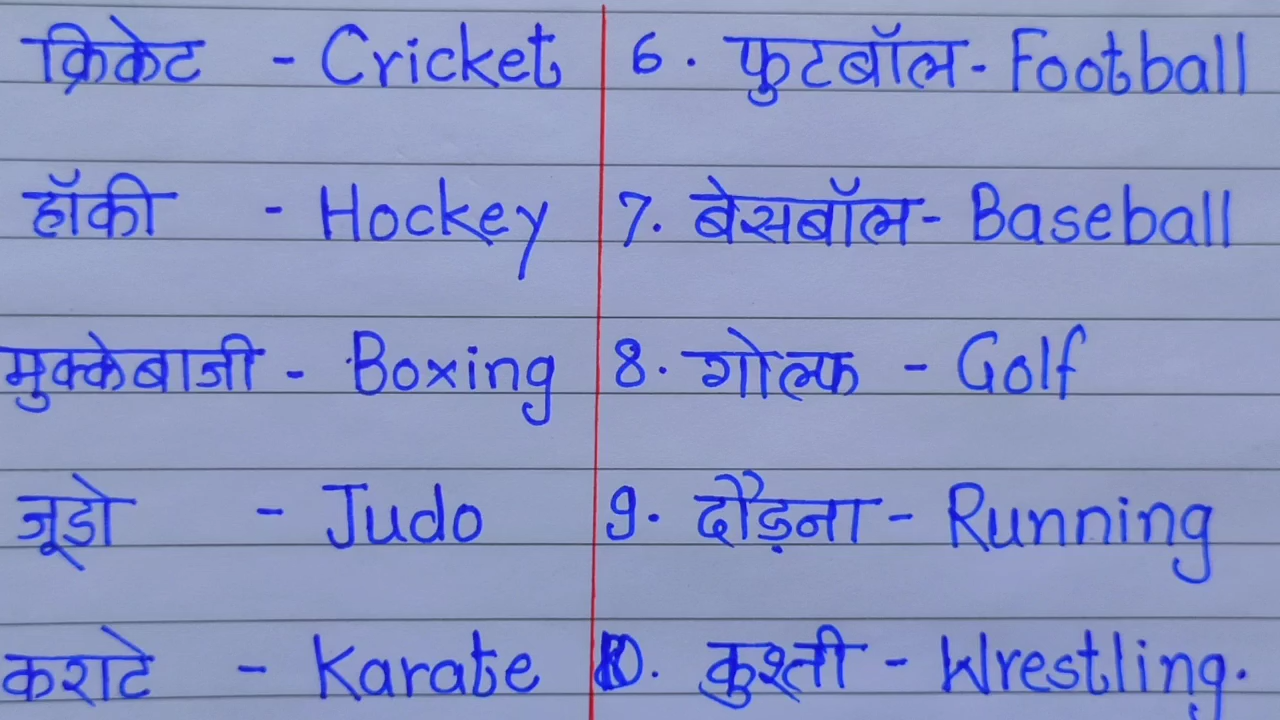 क्रिकेट - Cricket
हॉकी - Hockey
मुक्केबाजी - Boxing
जूडो - Judo
कराटे - Karate
6. फुटबॉल - Football
7. बेसबॉल - Baseball
8. गोल्फ - Golf
9. दौड़ना - Running
10. कुश्ती - Wrestling.